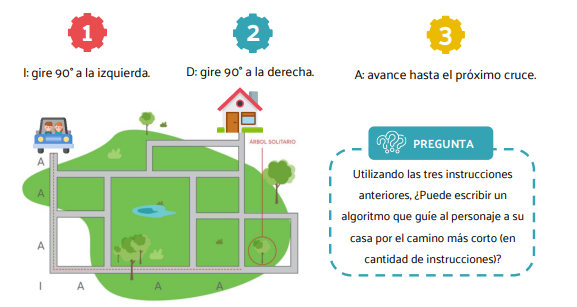 1
2
3
I: gire 90° a la izquierda.
D: gire 90° a la derecha.
A: avance hasta el próximo cruce.
ÁRBOL SOLITARIO
A
A
A
I A A A
PREGUNTA
Utilizando las tres instrucciones
anteriores, ¿Puede escribir un
algoritmo que guíe al personaje a su
casa por el camino más corto (en
cantidad de instrucciones)?